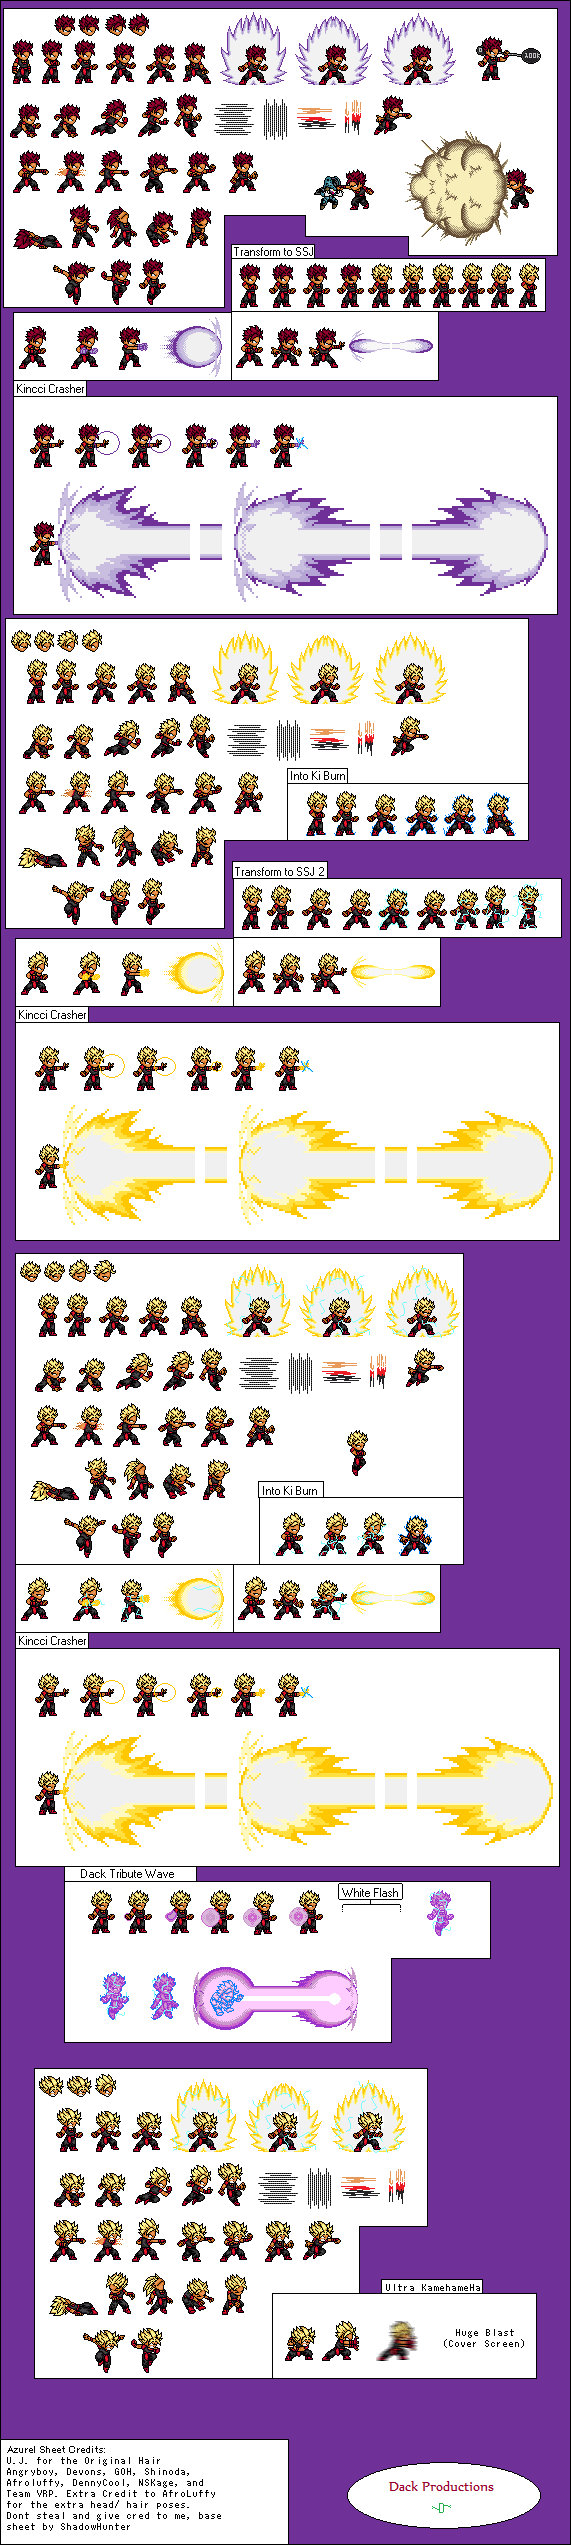 Transform to SSJ
Kincci Crasher
Into Ki Burn
Transform to SSJ 2
Kincci Crasher
Into Ki Burn
Kincci Crasher
Dack Tribute Wave
White Flash
Ultra KamehameHa
Huge Blast
(Cover Screen)
Azurel Sheet Credits:
U.J. for the Original Hair
Angryboy, Devons, GOH, Shinoda,
Afroluffy, DennyCool, NSKage, and
Team VRP. Extra Credit to AfroLuffy
for the extra head/ hair poses.
Dont steal and give cred to me, base
sheet by ShadowHunter
Dack Productions